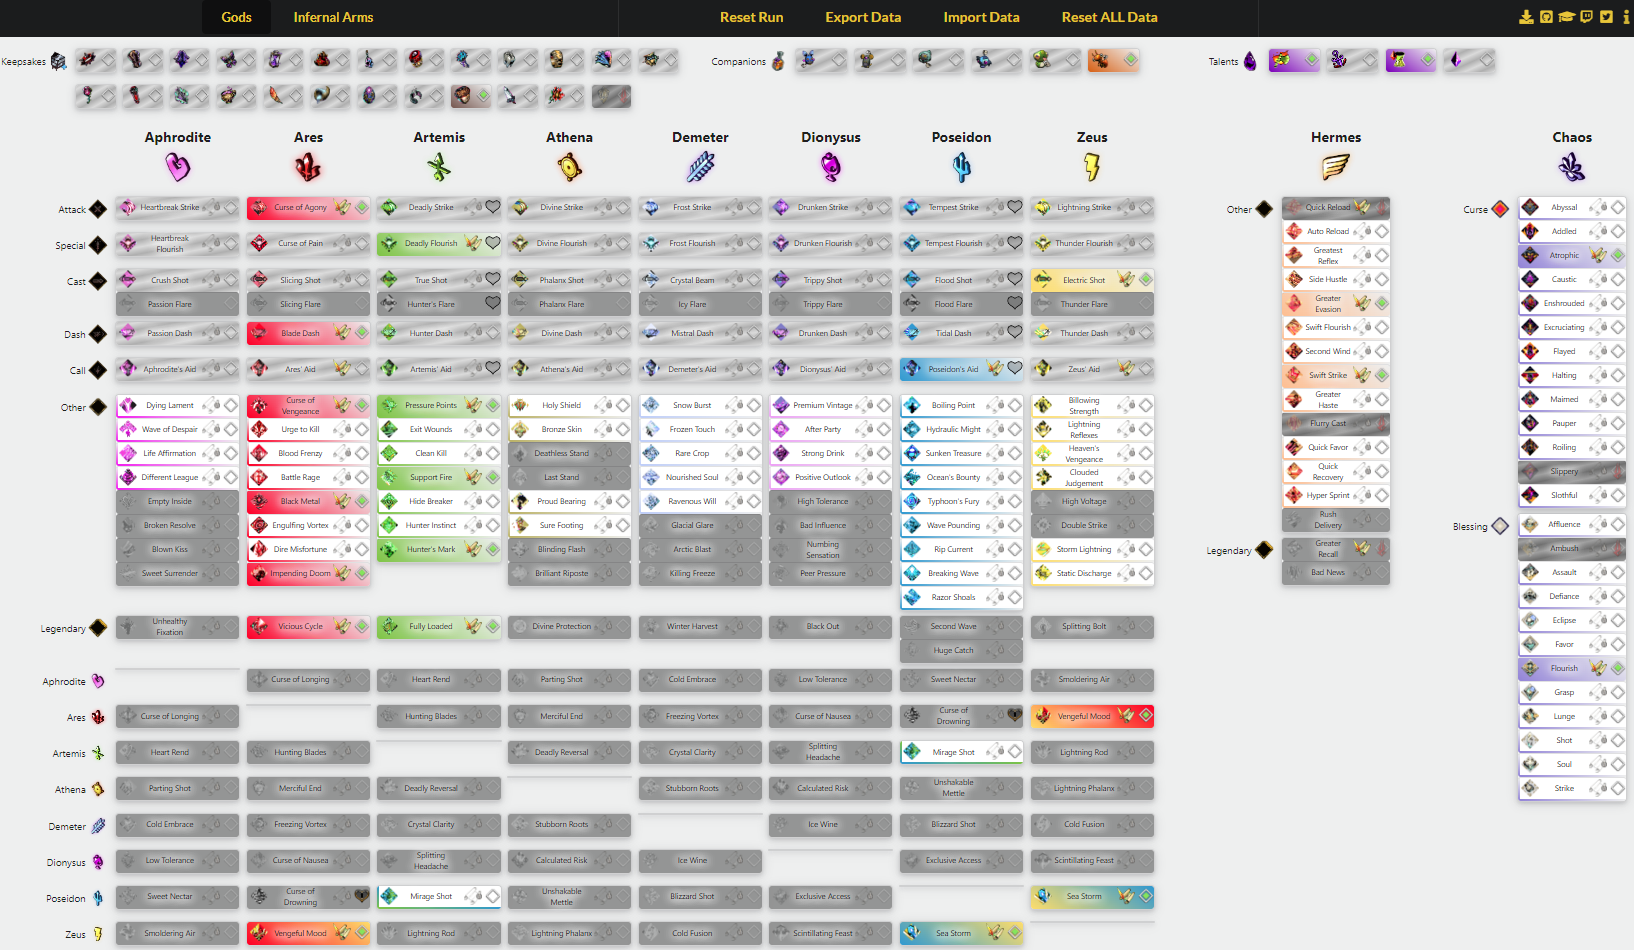 Gods Infernal Arms Reset Run Export Data Import Data Reset ALL Data
Keepsakes Companions Talents
Aphrodite Ares Artemis Athena Demeter Dionysus Poseidon Zeus Hermes Chaos
Attack Heartbreak Strike Curse of Agony Deadly Strike Divine Strike Frost Strike Drunken Strike Tempest Strike Lightning Strike Other Quick Reload Curse Abyssal
Auto Reload Addled
Special Heartbreak Flourish Curse of Pain Deadly Flourish Divine Flourish Frost Flourish Drunken Flourish Tempest Flourish Thunder Flourish Greatest Reflex Atrophic
Cast Crush Shot Slicing Shot True Shot Phalanx Shot Crystal Beam Trippy Shot Flood Shot Electric Shot Side Hustle Caustic
Passion Flare Slicing Flare Hunter's Flare Phalanx Flare Icy Flare Trippy Flare Flood Flare Thunder Flare Greater Evasion Enshrouded
Dash Passion Dash Blade Dash Hunter Dash Divine Dash Mistral Dash Drunken Dash Tidal Dash Thunder Dash Swift Flourish Excruciating
Second Wind Flayed
Call Aphrodite's Aid Ares' Aid Artemis' Aid Athena's Aid Demeter's Aid Dionysus' Aid Poseidon's Aid Zeus' Aid Swift Strike Halting
Greater Haste Maimed
Other Dying Lament Curse of Vengeance Pressure Points Holy Shield Snow Burst Premium Vintage Boiling Point Billowing Strength
Flurry Cast Pauper
Wave of Despair Urge to Kill Exit Wounds Bronze Skin Frozen Touch After Party Hydraulic Might Lightning Reflexes
Quick Favor Roiling
Life Affirmation Blood Frenzy Clean Kill Deathless Stand Rare Crop Strong Drink Sunken Treasure Heaven's Vengeance
Quick Recovery Slippery
Different League Battle Rage Support Fire Last Stand Nourished Soul Positive Outlook Ocean's Bounty Clouded Judgement
Hyper Sprint Slothful
Empty Inside Black Metal Hide Breaker Proud Bearing Ravenous Will High Tolerance Typhoon's Fury High Voltage
Rush Delivery Blessing Affluence
Broken Resolve Engulfing Vortex Hunter Instinct Sure Footing Glacial Glare Bad Influence Wave Pounding Double Strike
Blown Kiss Dire Misfortune Hunter's Mark Blinding Flash Arctic Blast Numbing Sensation Rip Current Storm Lightning Legendary Greater Recall Ambush
Sweet Surrender Impending Doom Brilliant Riposte Killing Freeze Peer Pressure Breaking Wave Static Discharge Bad News Assault
Razor Shoals Defiance
Legendary Unhealthy Fixation Vicious Cycle Fully Loaded Divine Protection Winter Harvest Black Out Second Wave Splitting Bolt Eclipse
Huge Catch Favor
Aphrodite Curse of Longing Heart Rend Parting Shot Cold Embrace Low Tolerance Sweet Nectar Smoldering Air Flourish
Grasp
Ares Curse of Longing Hunting Blades Merciful End Freezing Vortex Curse of Nausea Curse of Drowning Vengeful Mood Lunge
Shot
Artemis Heart Rend Hunting Blades Deadly Reversal Crystal Clarity Splitting Headache Mirage Shot Lightning Rod
Soul
Athena Parting Shot Merciful End Deadly Reversal Stubborn Roots Calculated Risk Unshakable Mettle Lightning Phalanx Strike
Demeter Cold Embrace Freezing Vortex Crystal Clarity Stubborn Roots Ice Wine Blizzard Shot Cold Fusion
Dionysus Low Tolerance Curse of Nausea Splitting Headache Calculated Risk Ice Wine Exclusive Access Scintillating Feast
Poseidon Sweet Nectar Curse of Drowning Mirage Shot Unshakable Mettle Blizzard Shot Exclusive Access Sea Storm
Zeus Smoldering Air Vengeful Mood Lightning Rod Lightning Phalanx Cold Fusion Scintillating Feast Sea Storm